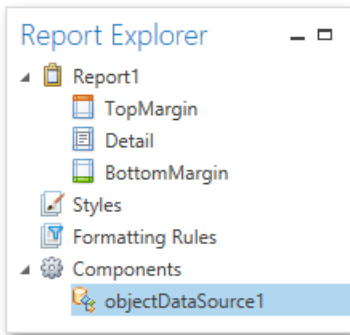 Report Explorer
Report1
TopMargin
Detail
BottomMargin
Styles
Formatting Rules
Components
objectDataSource1